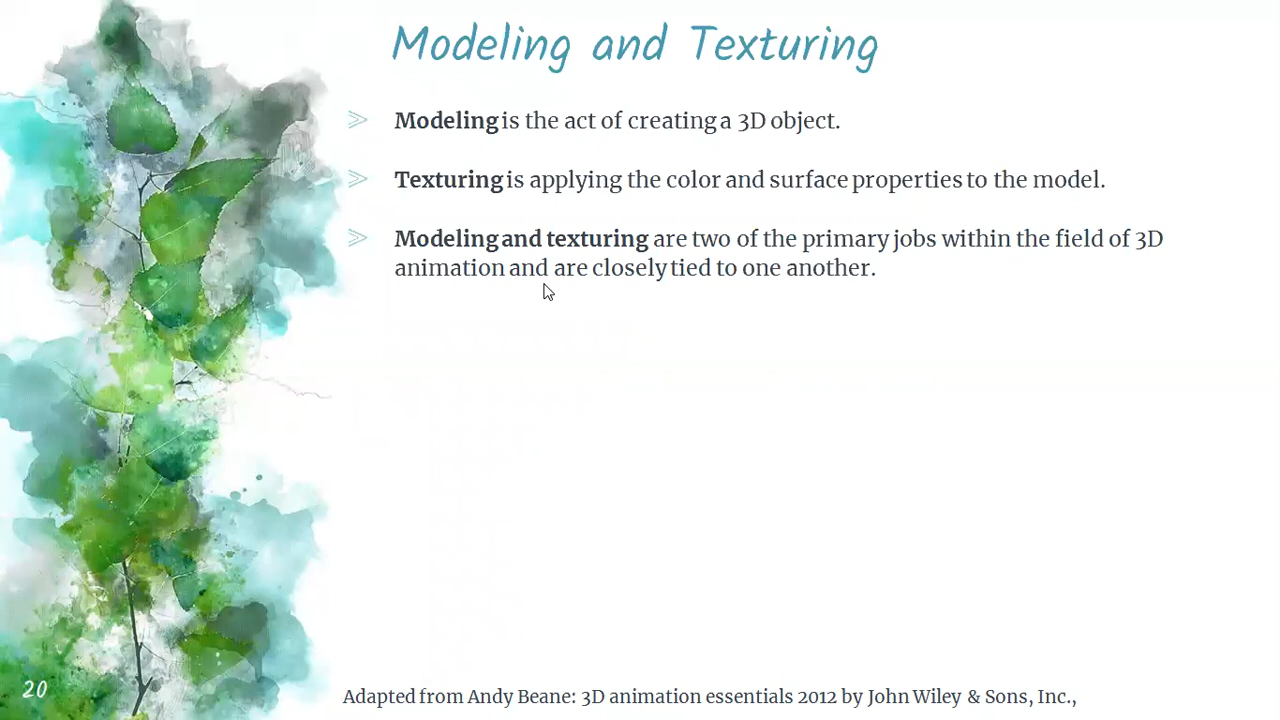 Modeling and Texturing
Modeling is the act of creating a 3D object.
Texturing is applying the color and surface properties to the model.
Modeling and texturing are two of the primary jobs within the field of 3D
animation and are closely tied to one another.
20
Adapted from Andy Beane: 3D animation essentials 2012 by John Wiley & Sons, Inc.,